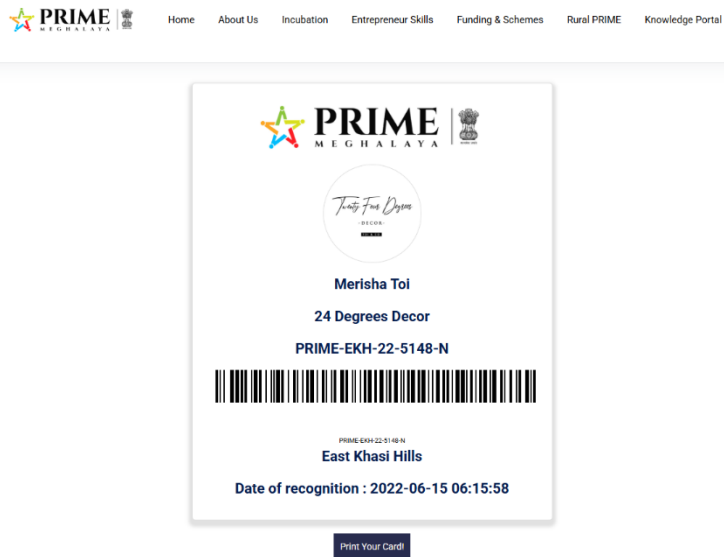 PRIME
MEGHALAYA
Home About Us Incubation Entrepreneur Skills Funding & Schemes Rural PRIME Knowledge Portal
PRIME
MEGHALAYA
Twenty Four Degrees
-DECOR-
Merisha Toi
24 Degrees Decor
PRIME-EKH-22-5148-N
PRIME-EKH-22-5148-N
East Khasi Hills
Date of recognition : 2022-06-15 06:15:58
Print Your Card!